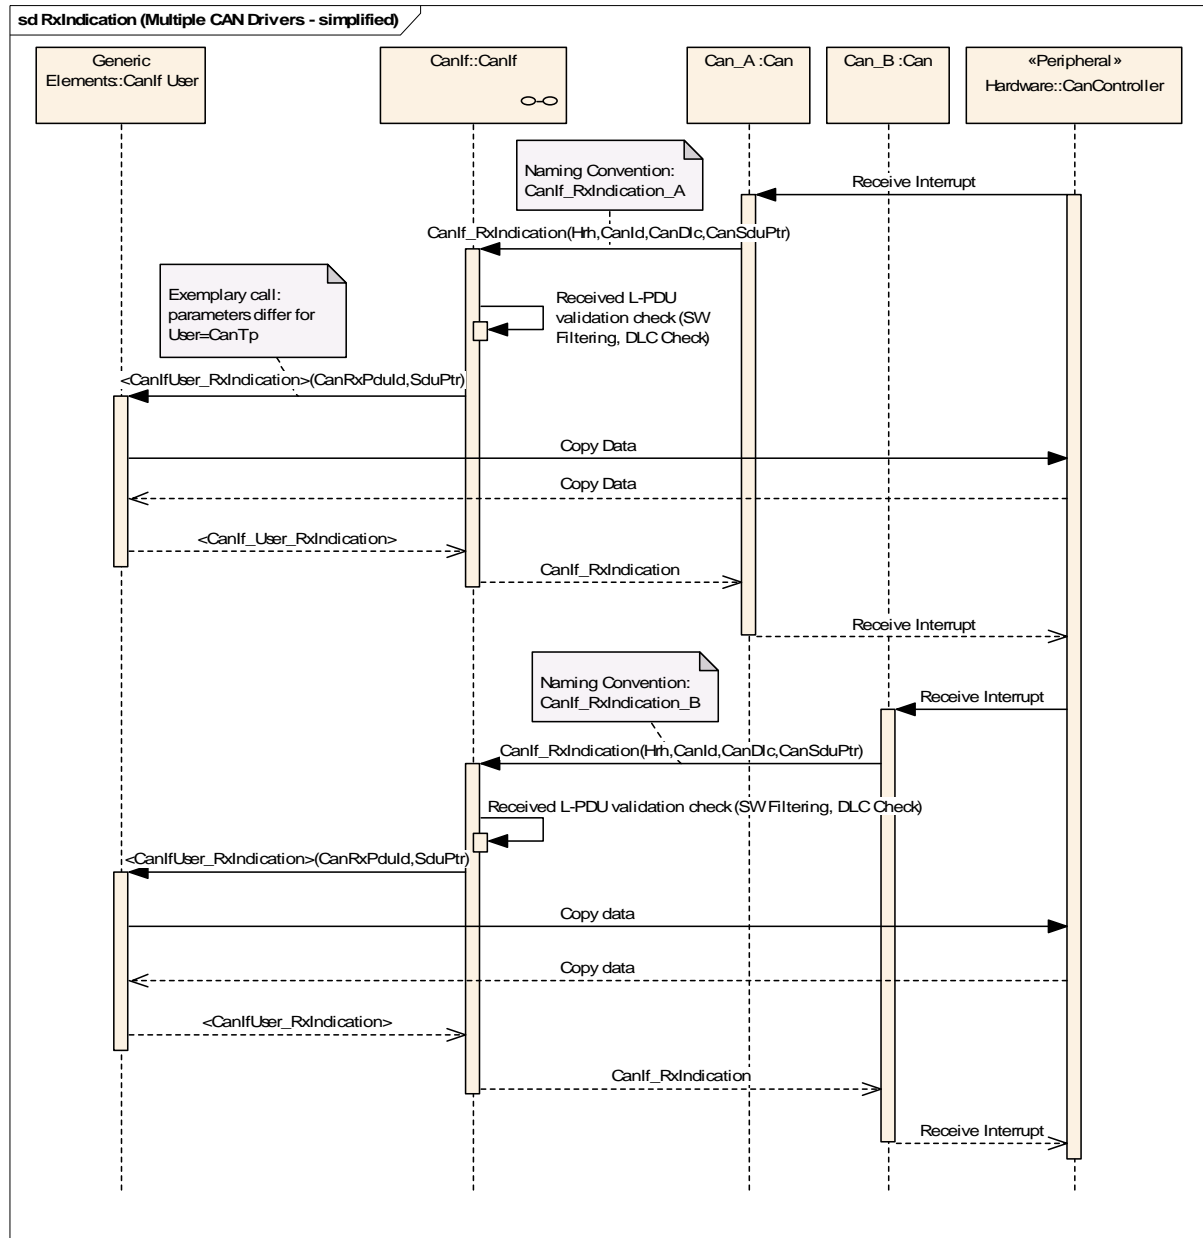 sd RxIndication (Multiple CAN Drivers - simplified)
Generic
Elements::CanIf User
CanIf::CanIf
Can_A :Can
Can_B :Can
«Peripheral»
Hardware::CanController
Naming Convention:
CanIf_RxIndication_A
Receive Interrupt
CanIf_RxIndication(Hrh,CanId,CanDlc,CanSduPtr)
Exemplary call:
parameters differ for
User=CanTp
Received L-PDU
validation check (SW
Filtering, DLC Check)
<CanIfUser_RxIndication>(CanRxPduId,SduPtr)
Copy Data
Copy Data
<CanIf_User_RxIndication>
CanIf_RxIndication
Receive Interrupt
Naming Convention:
CanIf_RxIndication_B
Receive Interrupt
CanIf_RxIndication(Hrh,CanId,CanDlc,CanSduPtr)
Received L-PDU validation check (SW Filtering, DLC Check)
<CanIfUser_RxIndication>(CanRxPduId,SduPtr)
Copy data
Copy data
<CanIfUser_RxIndication>
CanIf_RxIndication
Receive Interrupt